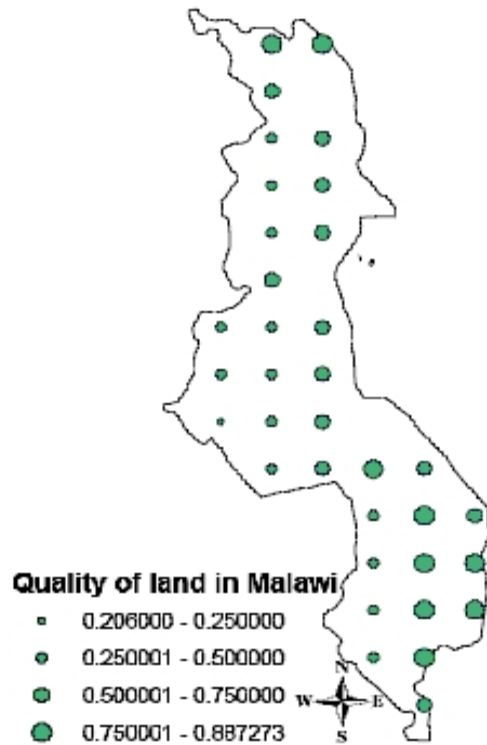 Quality of land in Malawi
0.206000 - 0.250000
0.250001 - 0.500000
0.500001 - 0.750000
0.750001 - 0.887273
N
W E
S